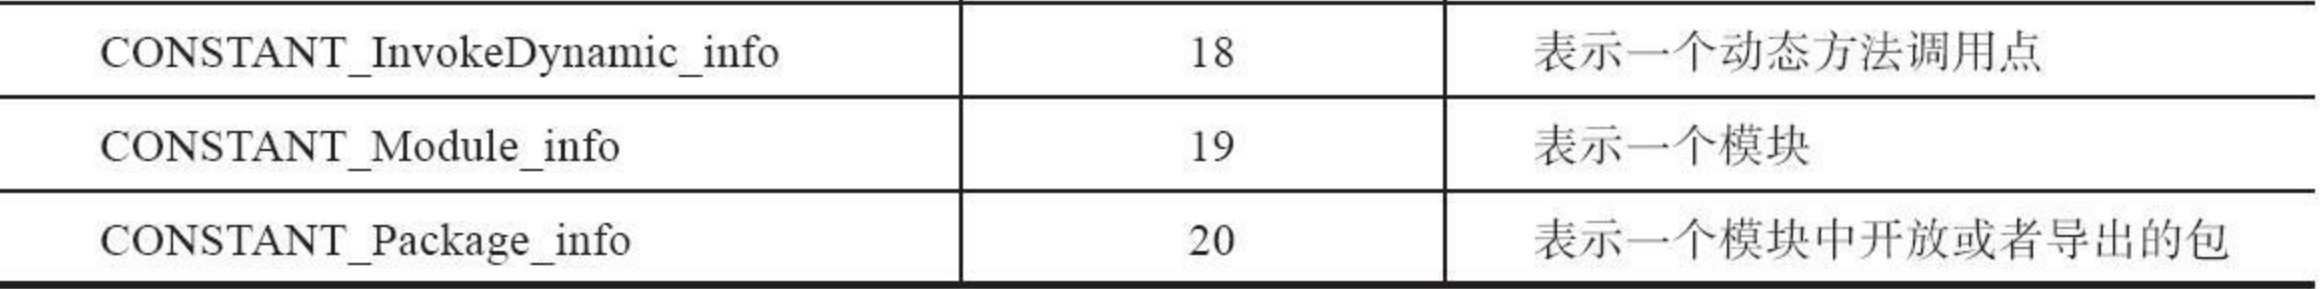 CONSTANT_InvokeDynamic_info 18 表示一个动态方法调用点
CONSTANT_Module_info 19 表示一个模块
CONSTANT_Package_info 20 表示一个模块中开放或者导出的包